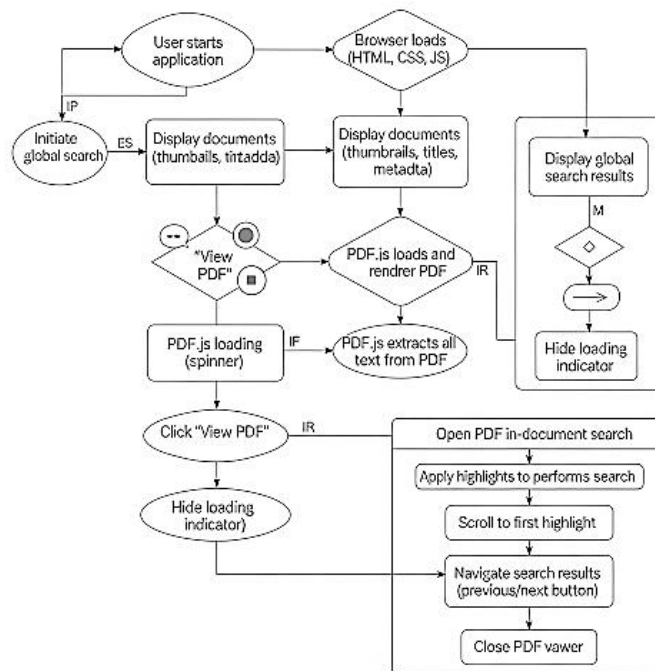 User starts
application
Browser loads
(HTML, CSS, JS)
IP
Initiate
global search
ES
Display documents
(thumbails, tintadda)
Display documents
(thumbrails, titles,
metadta)
Display global
search results
M
"View
PDF"
PDF.js loads and
rendrer PDF
IR
Hide loading
indicator
PDF.js loading
(spinner)
IF
PDF.js extracts all
text from PDF
Click "View PDF"
IR
Open PDF in-document search
Apply highlights to performs search
Hide loading
indicator)
Scroll to first highlight
Navigate search results
(previous/next button)
Close PDF vawer